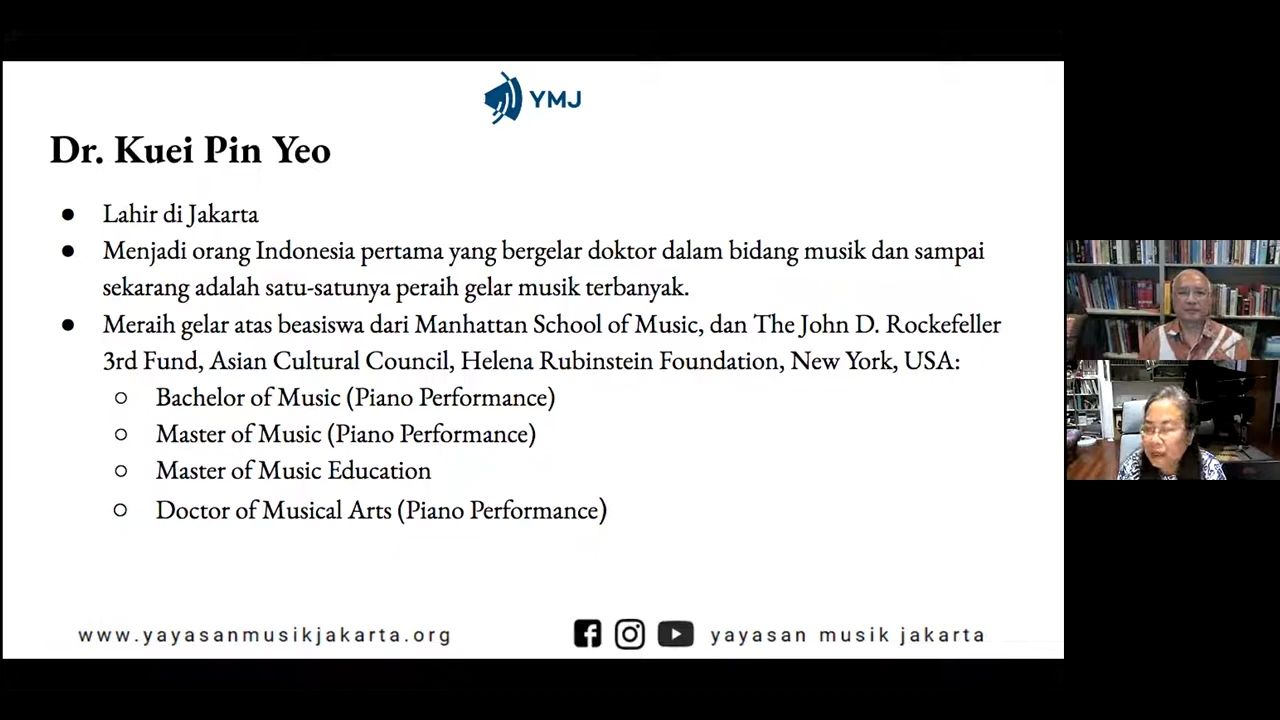 YMJ
Dr. Kuei Pin Yeo
● Lahir di Jakarta
● Menjadi orang Indonesia pertama yang bergelar doktor dalam bidang musik dan sampai
sekarang adalah satu-satunya peraih gelar musik terbanyak.
● Meraih gelar atas beasiswa dari Manhattan School of Music, dan The John D. Rockefeller
3rd Fund, Asian Cultural Council, Helena Rubinstein Foundation, New York, USA:
○ Bachelor of Music (Piano Performance)
○ Master of Music (Piano Performance)
○ Master of Music Education
○ Doctor of Musical Arts (Piano Performance)
www.yayasanmusikjakarta.org
yayasan musik jakarta